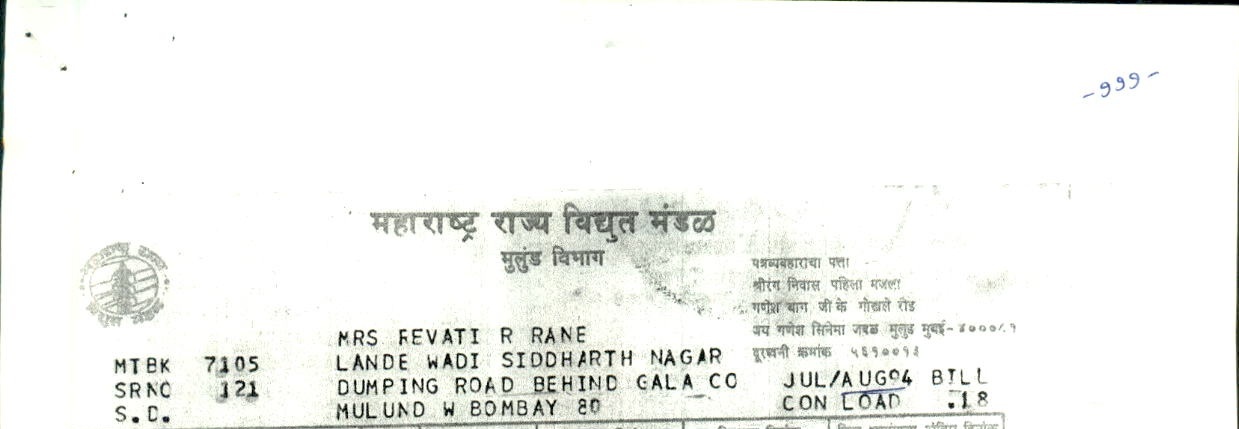 -999-
महाराष्ट्र राज्य विद्युत मंडळ
मुलुंड विभाग
पत्रव्यवहाराचा पत्ता
श्रीरंग निवास पहिला मजला
गणेश बाग जी के गोखले रोड
जय गणेश सिनेमा जवळ मुलुंड मुंबई-४०००८१
दूरध्वनी क्रमांक ५६१००१३
MRS REVATI R RANE
MTBK 7105 LANDE WADI SIDDHARTH NAGAR
SRNO 121 DUMPING ROAD BEHIND GALA CO JUL/AUG94 BILL
S.D. MULUND W BOMBAY 80 CON LOAD .18